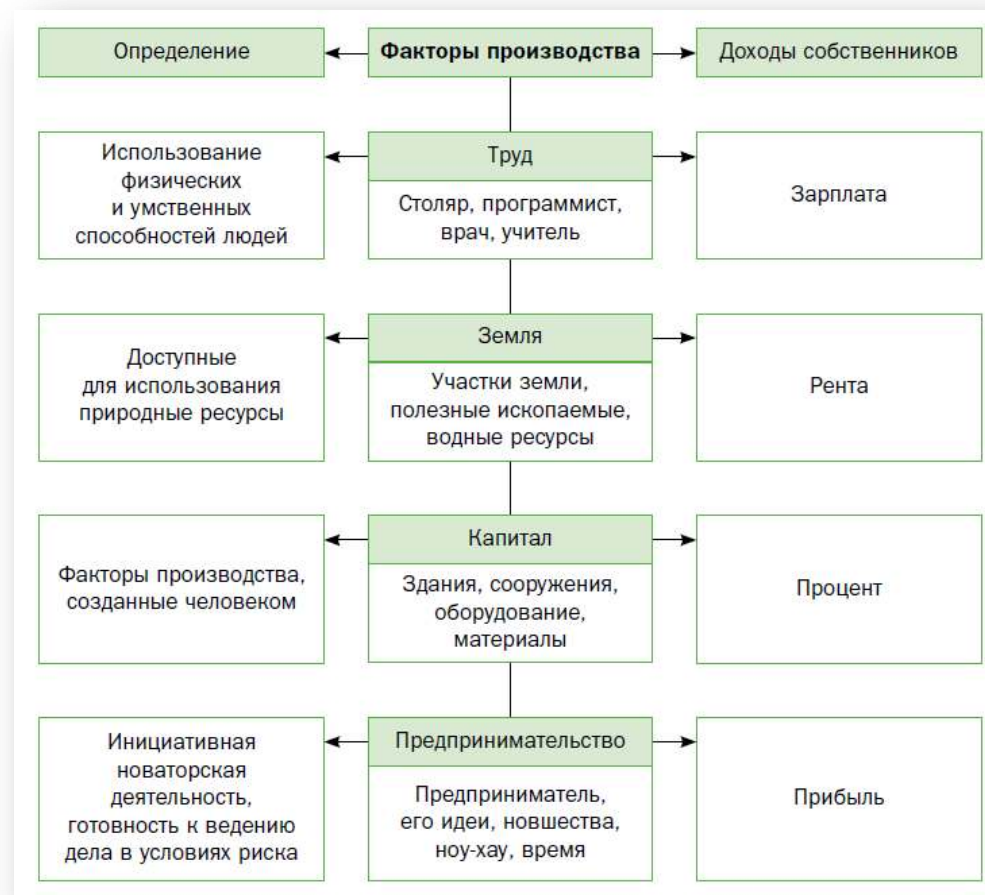 Определение
Факторы производства
Доходы собственников
Использование
физических
и умственных
способностей людей
Труд
Столяр, программист,
врач, учитель
Зарплата
Доступные
для использования
природные ресурсы
Земля
Участки земли,
полезные ископаемые,
водные ресурсы
Рента
Факторы производства,
созданные человеком
Капитал
Здания, сооружения,
оборудование,
материалы
Процент
Инициативная
новаторская
деятельность,
готовность к ведению
дела в условиях риска
Предпринимательство
Предприниматель,
его идеи, новшества,
ноу-хау, время
Прибыль